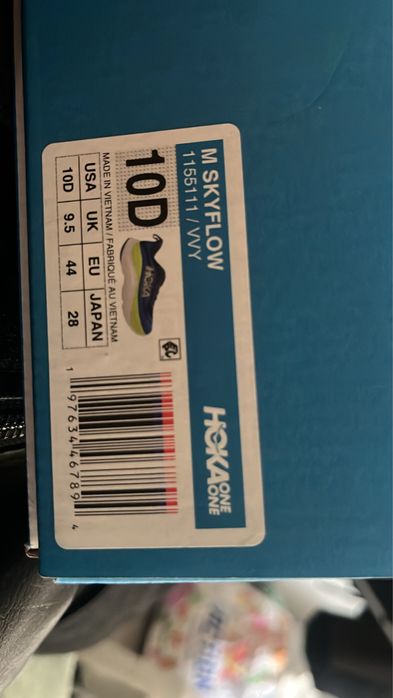 M SKYFLOW
1155111 / VVY
HOKA ONE ONE
10D
HOKA
MADE IN VIETNAM / FABRIQUÉ AU VIETNAM
USA UK EU JAPAN
10D 9.5 44 28
1 97634 46789 4